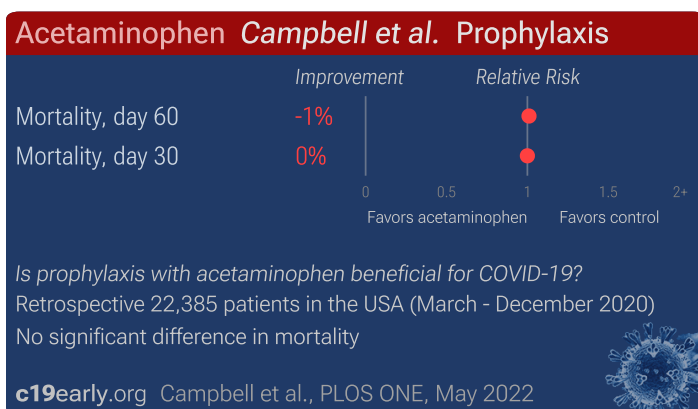 Acetaminophen Campbell et al. Prophylaxis
Improvement Relative Risk
Mortality, day 60 -1%
Mortality, day 30 0%
0 0.5 1 1.5 2+
Favors acetaminophen Favors control
Is prophylaxis with acetaminophen beneficial for COVID-19?
Retrospective 22,385 patients in the USA (March - December 2020)
No significant difference in mortality
c19early.org Campbell et al., PLOS ONE, May 2022